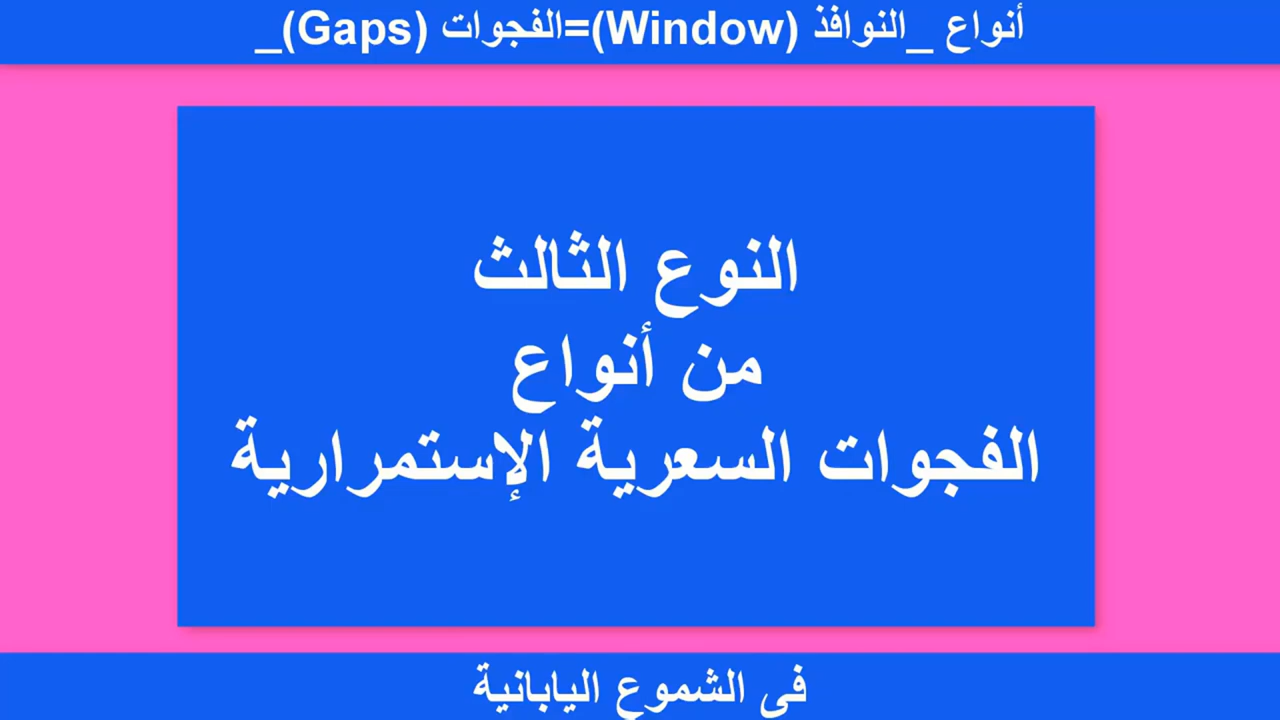 أنواع _النوافذ (Window)=الفجوات (Gaps)_
النوع الثالث
من أنواع
الفجوات السعرية الإستمرارية
فى الشموع اليابانية